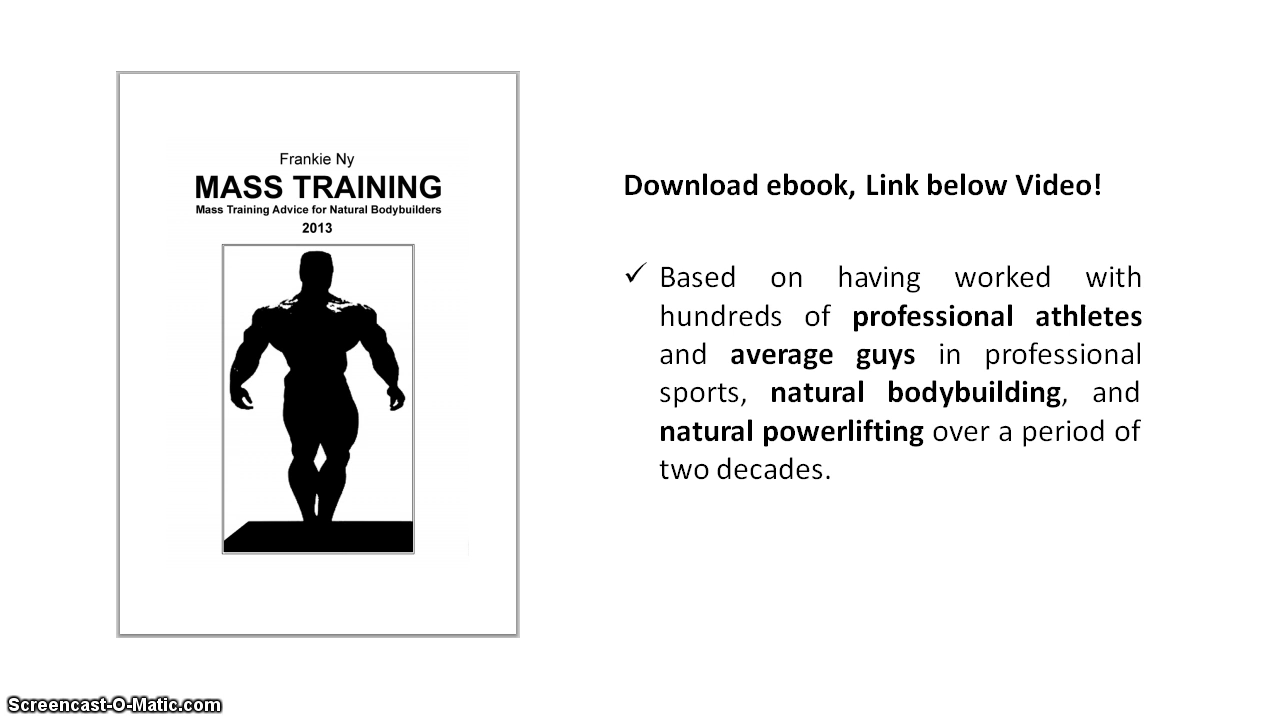 Frankie Ny
MASS TRAINING
Mass Training Advice for Natural Bodybuilders
2013
Download ebook, Link below Video!
✓ Based on having worked with
hundreds of professional athletes
and average guys in professional
sports, natural bodybuilding, and
natural powerlifting over a period of
two decades.
Screencast-O-Matic.com